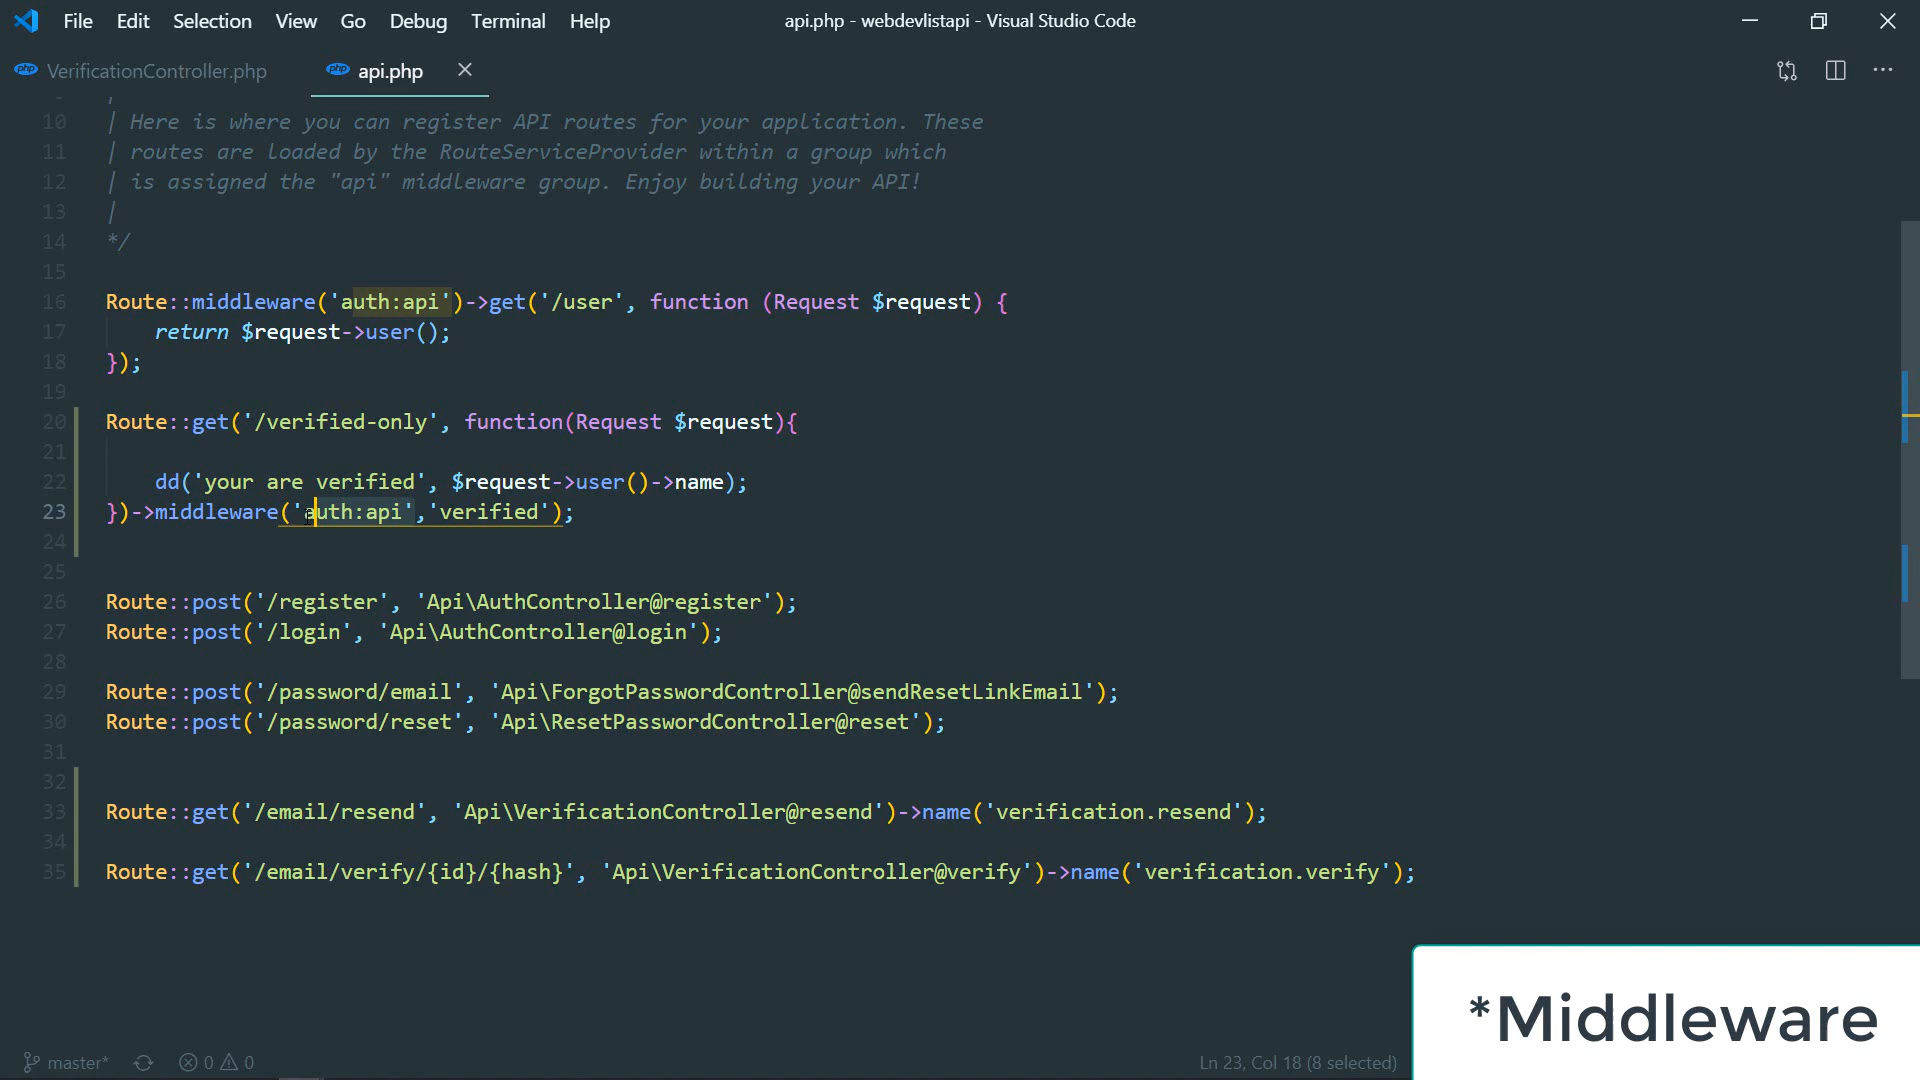 File Edit Selection View Go Debug Terminal Help
api.php - webdevlistapi - Visual Studio Code
php VerificationController.php
php api.php
10 | Here is where you can register API routes for your application. These
11 | routes are loaded by the RouteServiceProvider within a group which
12 | is assigned the "api" middleware group. Enjoy building your API!
13 |
14 */
15
16 Route::middleware('auth:api')->get('/user', function (Request $request) {
17 return $request->user();
18 });
19
20 Route::get('/verified-only', function(Request $request){
21
22 dd('your are verified', $request->user()->name);
23 })->middleware('auth:api','verified');
24
25
26 Route::post('/register', 'Api\AuthController@register');
27 Route::post('/login', 'Api\AuthController@login');
28
29 Route::post('/password/email', 'Api\ForgotPasswordController@sendResetLinkEmail');
30 Route::post('/password/reset', 'Api\ResetPasswordController@reset');
31
32
33 Route::get('/email/resend', 'Api\VerificationController@resend')->name('verification.resend');
34
35 Route::get('/email/verify/{id}/{hash}', 'Api\VerificationController@verify')->name('verification.verify');
*Middleware
master* 0 0 Ln 23, Col 18 (8 selected)